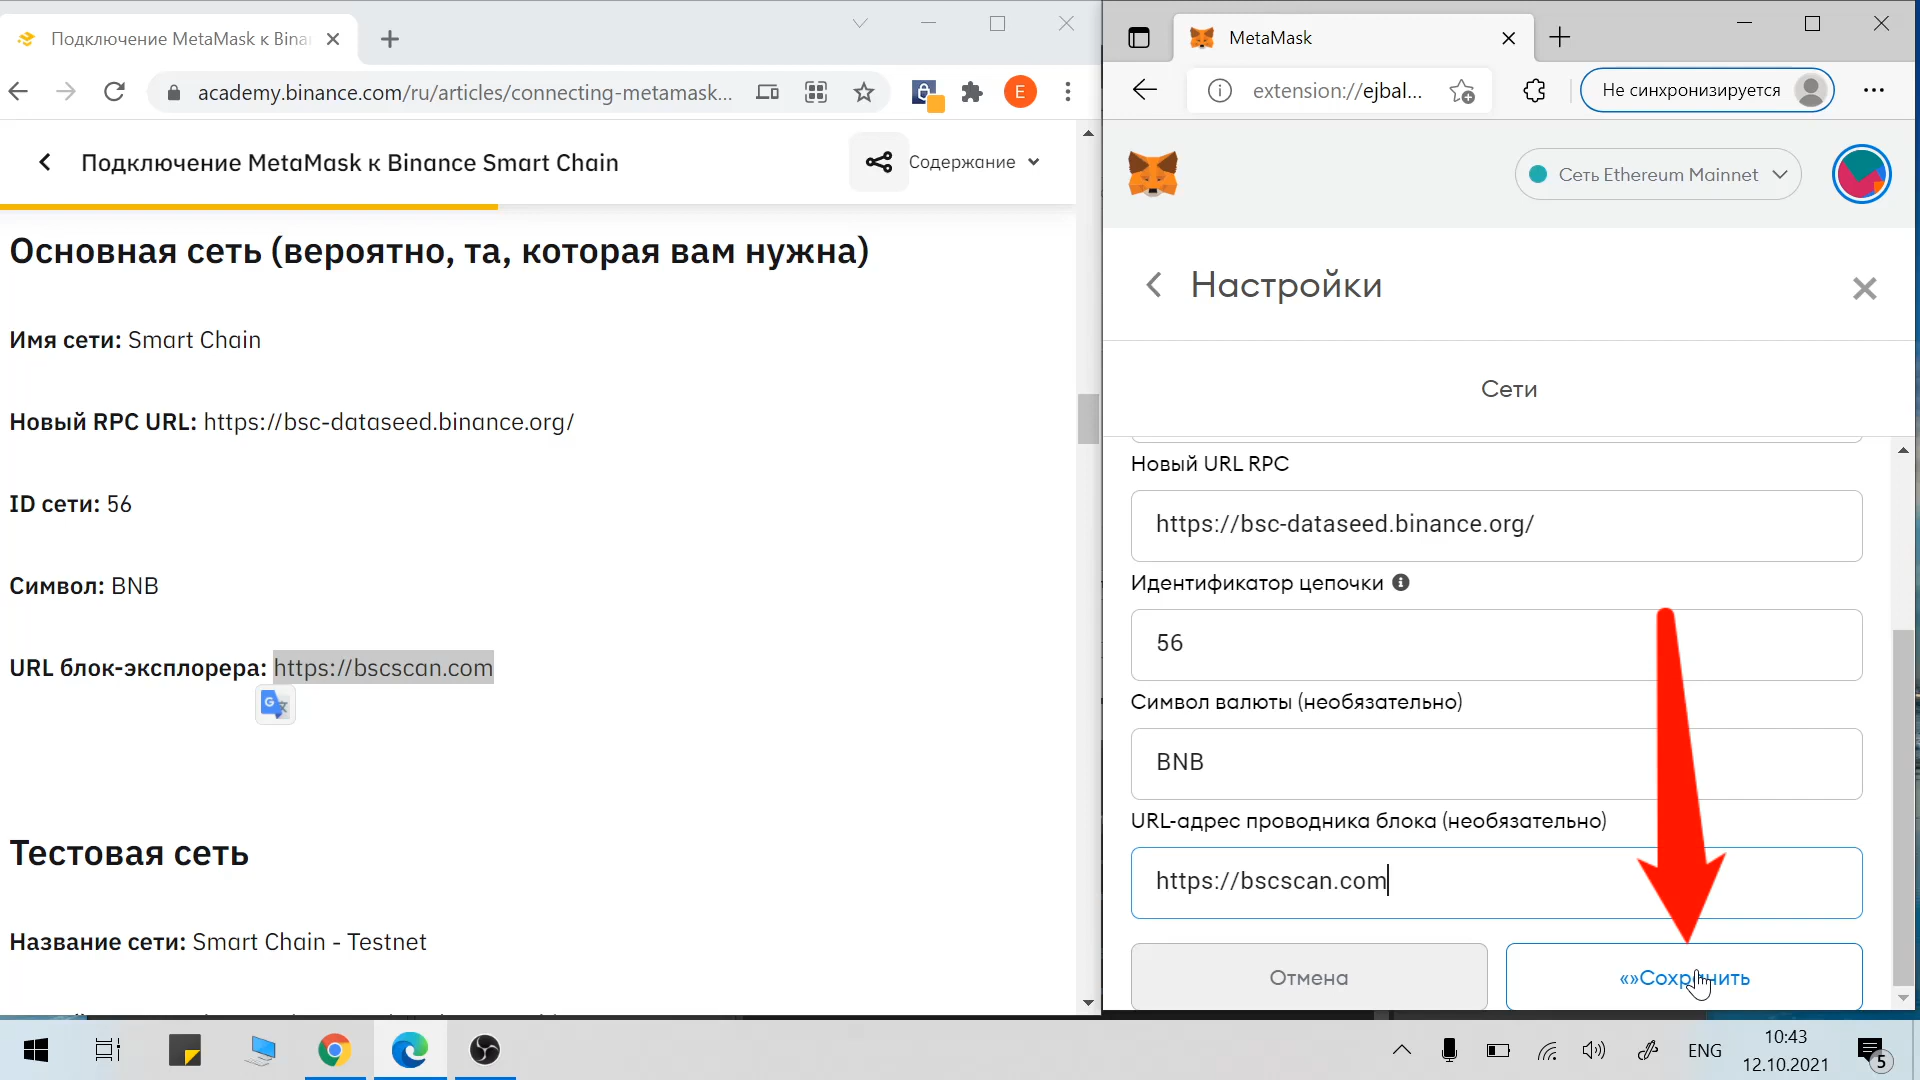 Подключение MetaMask к Bina
academy.binance.com/ru/articles/connecting-metamask...
E
Подключение MetaMask к Binance Smart Chain
Содержание
Основная сеть (вероятно, та, которая вам нужна)
Имя сети: Smart Chain
Новый RPC URL: https://bsc-dataseed.binance.org/
ID сети: 56
Символ: BNB
URL блок-эксплорера: https://bscscan.com
G
Тестовая сеть
Название сети: Smart Chain - Testnet
MetaMask
extension://ejbal...
Не синхронизируется
Сеть Ethereum Mainnet
Настройки
Сети
Новый URL RPC
https://bsc-dataseed.binance.org/
Идентификатор цепочки
56
Символ валюты (необязательно)
BNB
URL-адрес проводника блока (необязательно)
https://bscscan.com
Отмена
«»Сохранить
ENG
10:43
12.10.2021
5